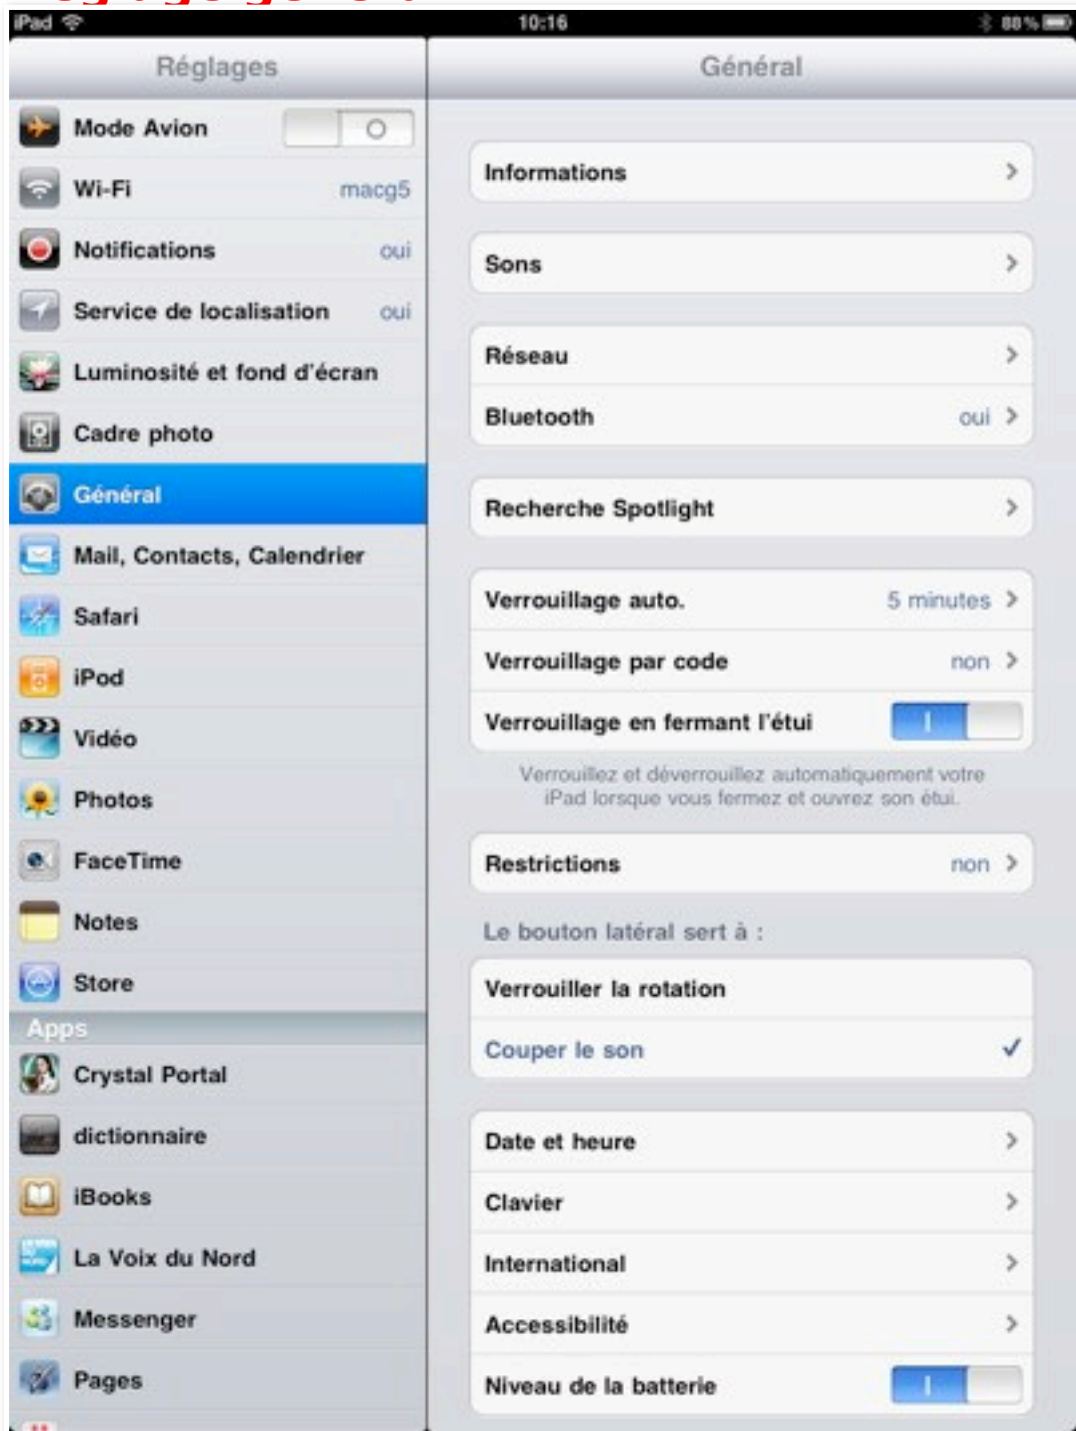 iPad
10:16
88 %
Réglages
Mode Avion
Wi-Fi macg5
Notifications oui
Service de localisation oui
Luminosité et fond d'écran
Cadre photo
Général
Mail, Contacts, Calendrier
Safari
iPod
Vidéo
Photos
FaceTime
Notes
Store
Apps
Crystal Portal
dictionnaire
iBooks
La Voix du Nord
Messenger
Pages
Général
Informations
Sons
Réseau
Bluetooth oui
Recherche Spotlight
Verrouillage auto. 5 minutes
Verrouillage par code non
Verrouillage en fermant l'étui
Verrouillez et déverrouillez automatiquement votre
iPad lorsque vous fermez et ouvrez son étui.
Restrictions non
Le bouton latéral sert à :
Verrouiller la rotation
Couper le son
Date et heure
Clavier
International
Accessibilité
Niveau de la batterie